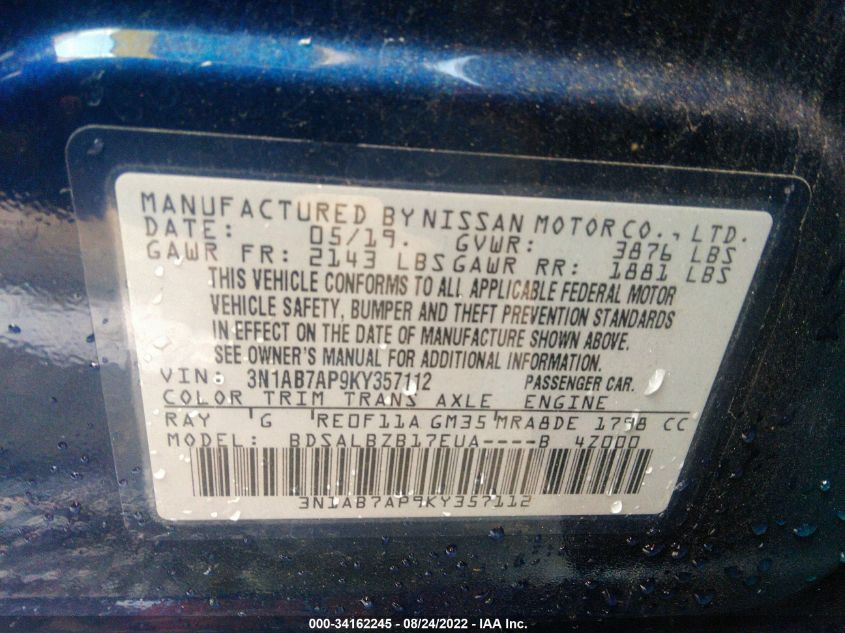 MANUFACTURED BY NISSAN MOTOR CO., LTD.
DATE: 05/19. GVWR: 3876 LBS
GAWR FR: 2143 LBS GAWR RR: 1881 LBS
THIS VEHICLE CONFORMS TO ALL APPLICABLE FEDERAL MOTOR
VEHICLE SAFETY, BUMPER AND THEFT PREVENTION STANDARDS
IN EFFECT ON THE DATE OF MANUFACTURE SHOWN ABOVE.
SEE OWNER'S MANUAL FOR ADDITIONAL INFORMATION.
VIN: 3N1AB7AP9KY357112 PASSENGER CAR.
COLOR TRIM TRANS AXLE ENGINE
RAY G RE0F11A GM35 MRA8DE 1798 CC
MODEL: BDSALBZB17EUA----B 4Z000
3N1AB7AP9KY357112
000-34162245 - 08/24/2022 - IAA Inc.